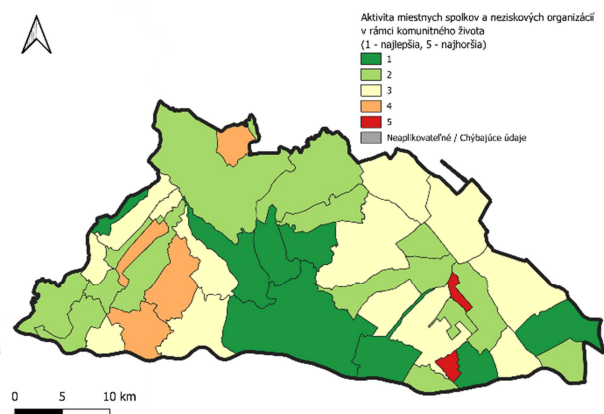 Aktivita miestnych spolkov a neziskových organizácií
v rámci komunitného života
(1 - najlepšia, 5 - najhoršia)
1
2
3
4
5
Neaplikovateľné / Chýbajúce údaje
0 5 10 km